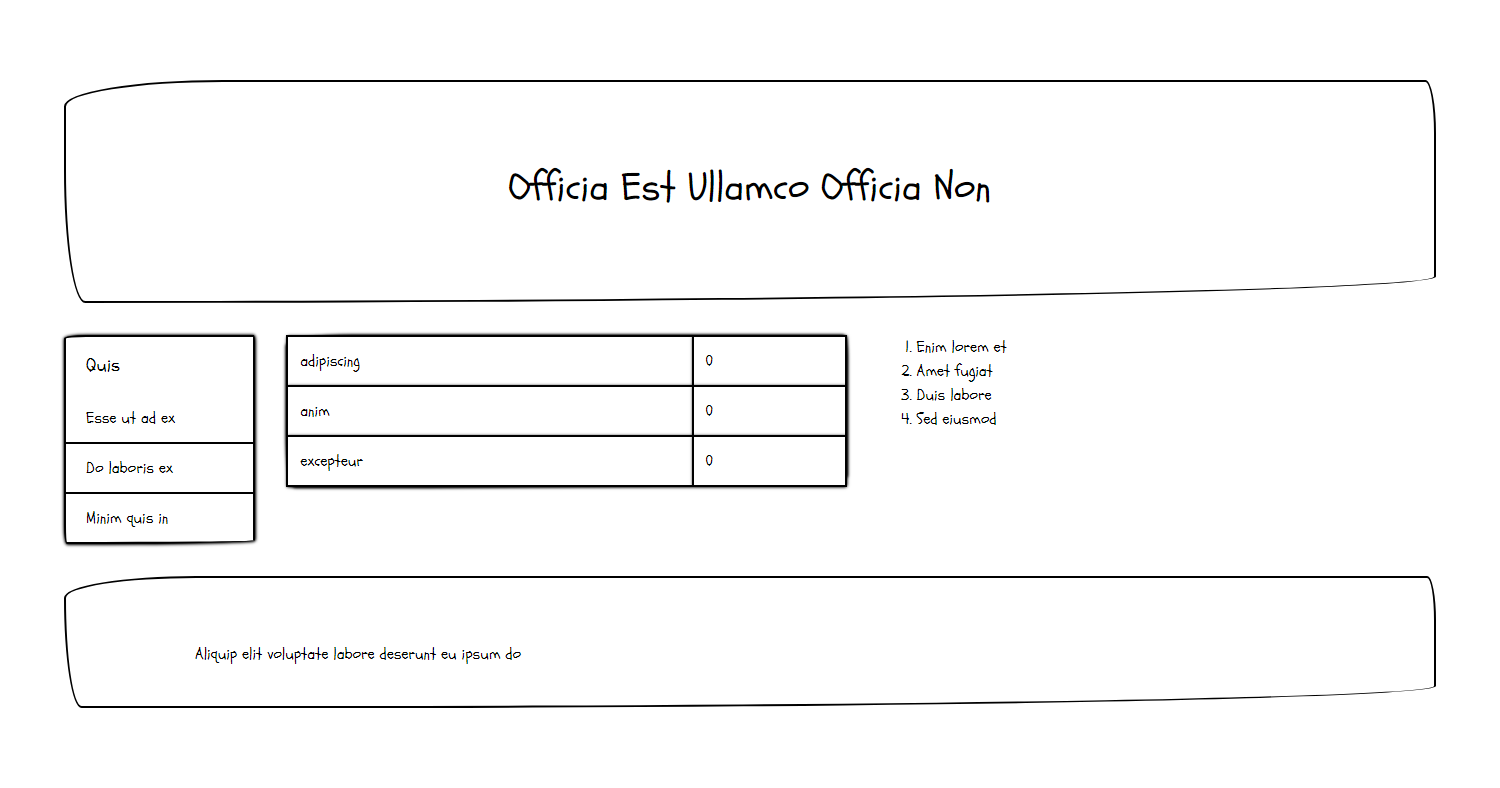 Officia Est Ullamco Officia Non
Quis
Esse ut ad ex
Do laboris ex
Minim quis in
adipiscing 0
anim 0
excepteur 0
1. Enim lorem et
2. Amet fugiat
3. Duis labore
4. Sed eiusmod
Aliquip elit voluptate labore deserunt eu ipsum do